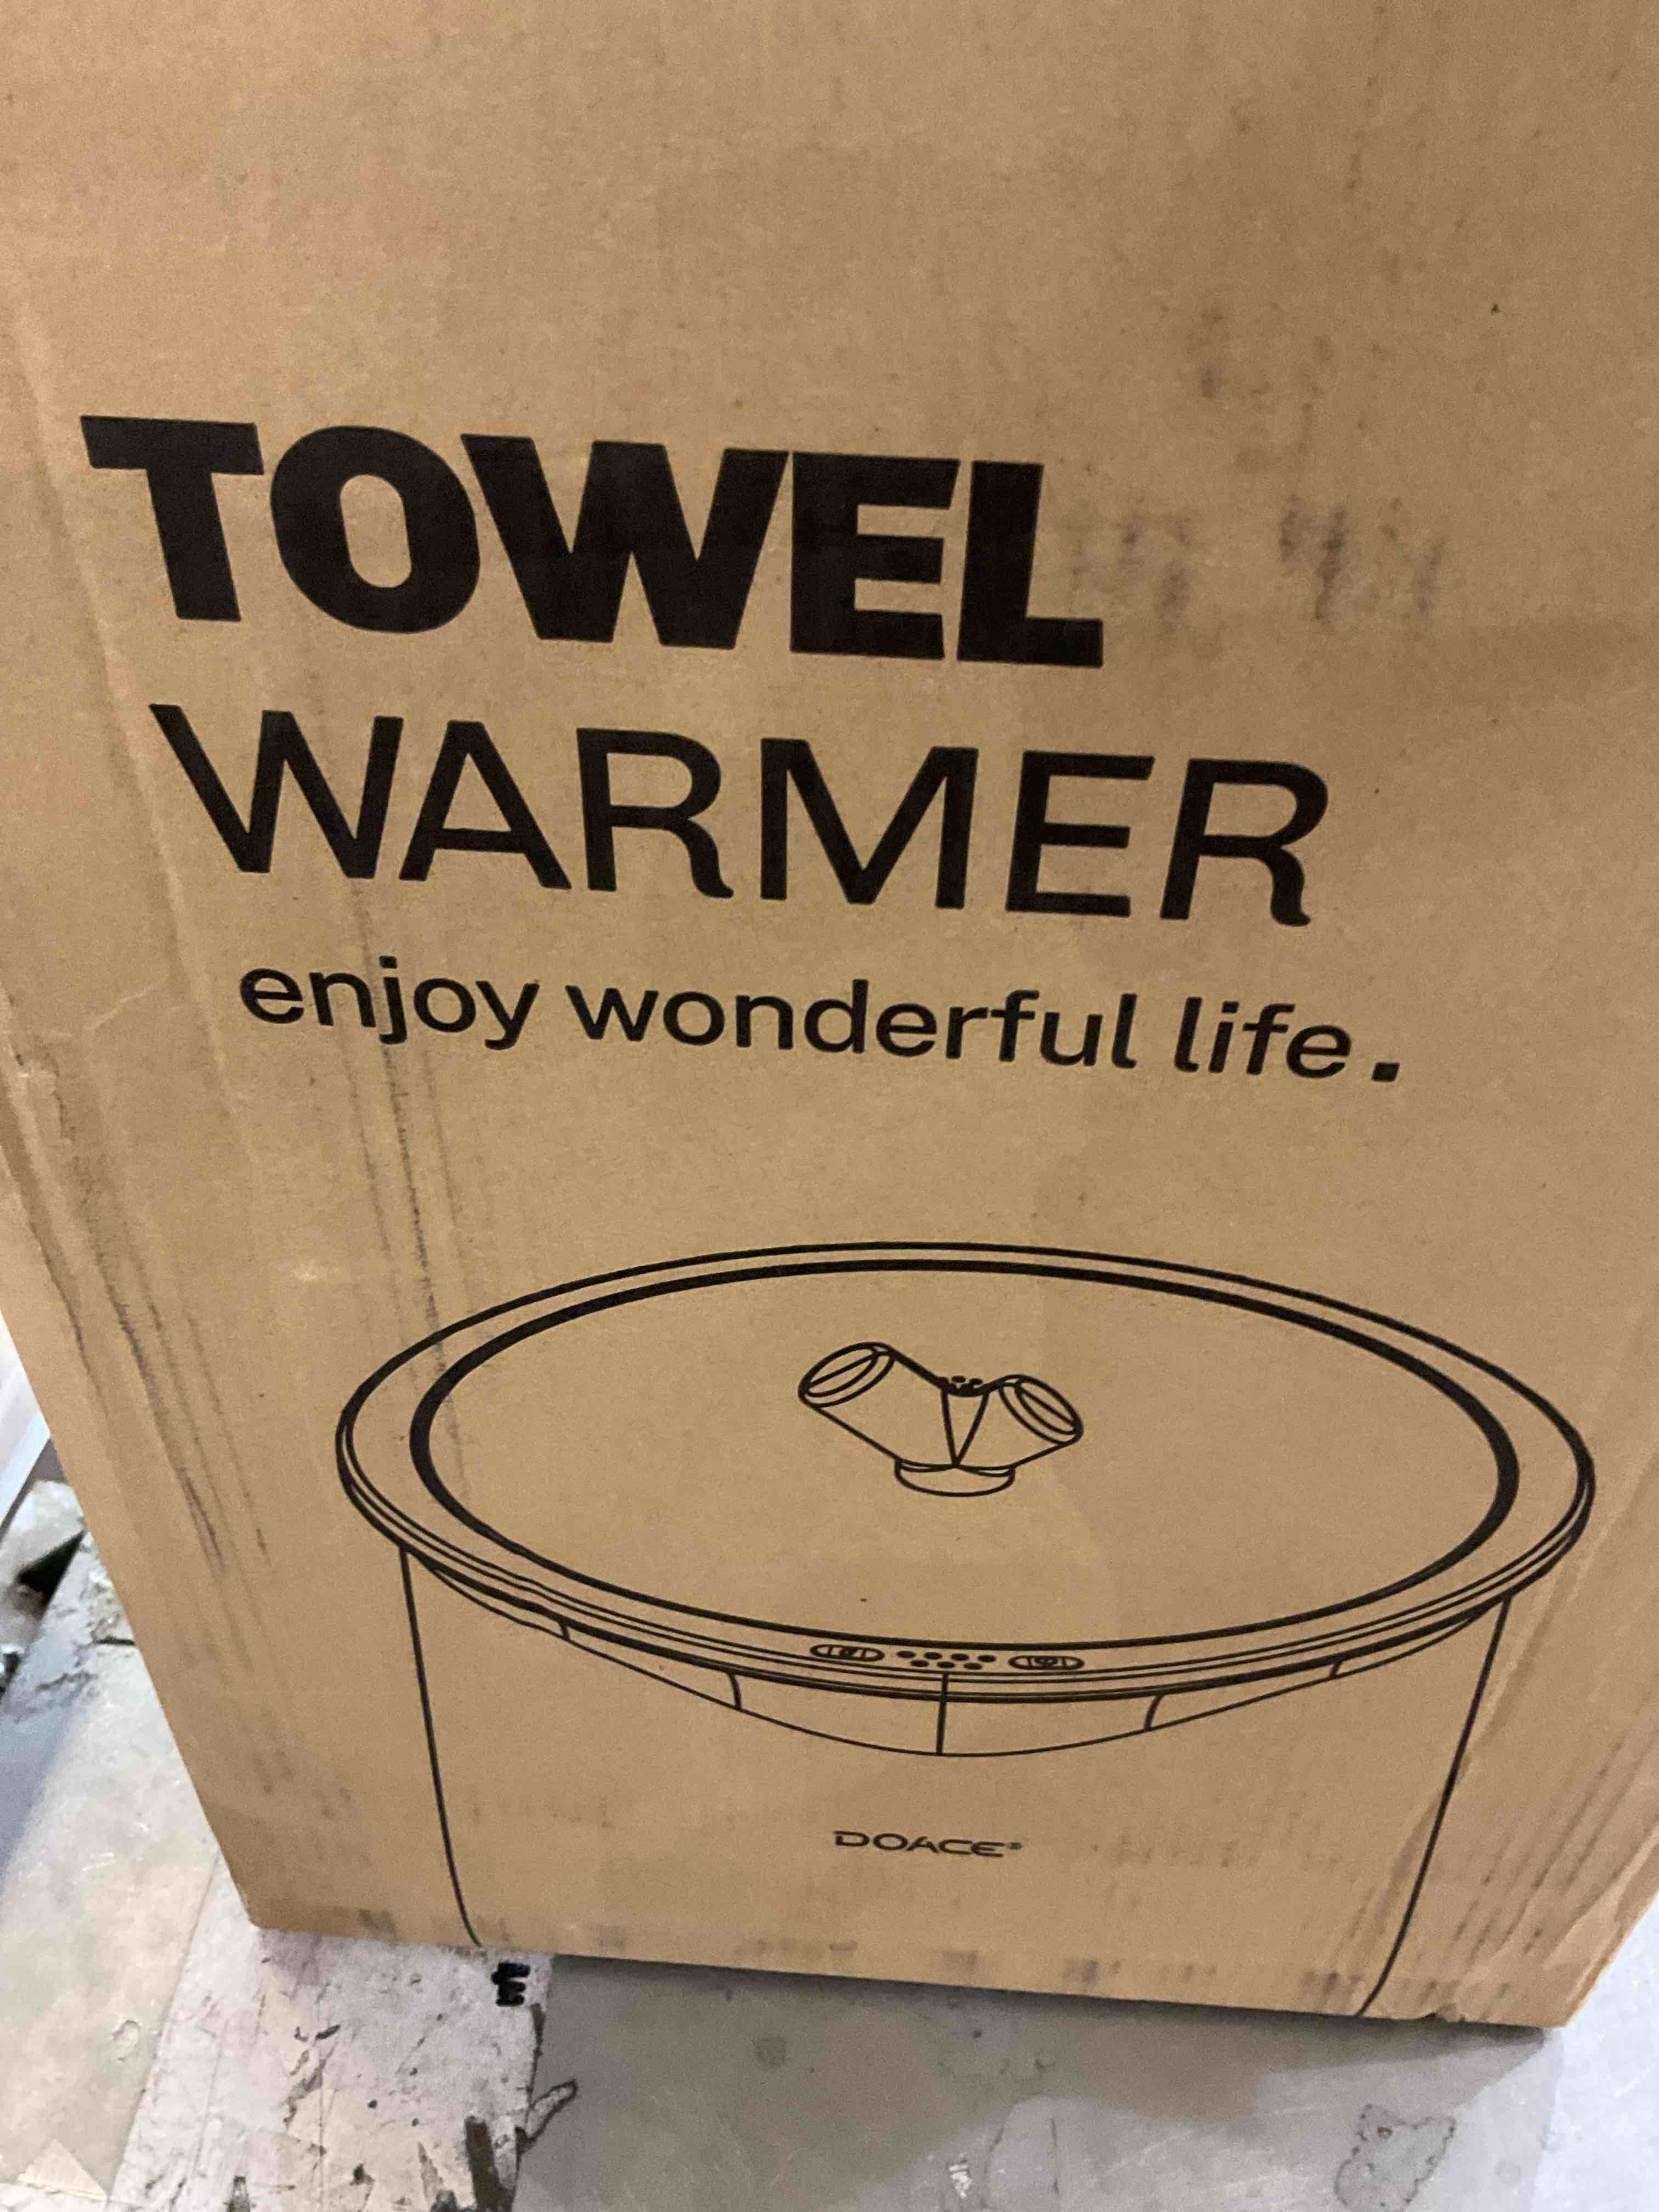 TOWEL
WARMER
enjoy wonderful life.
DOACE®